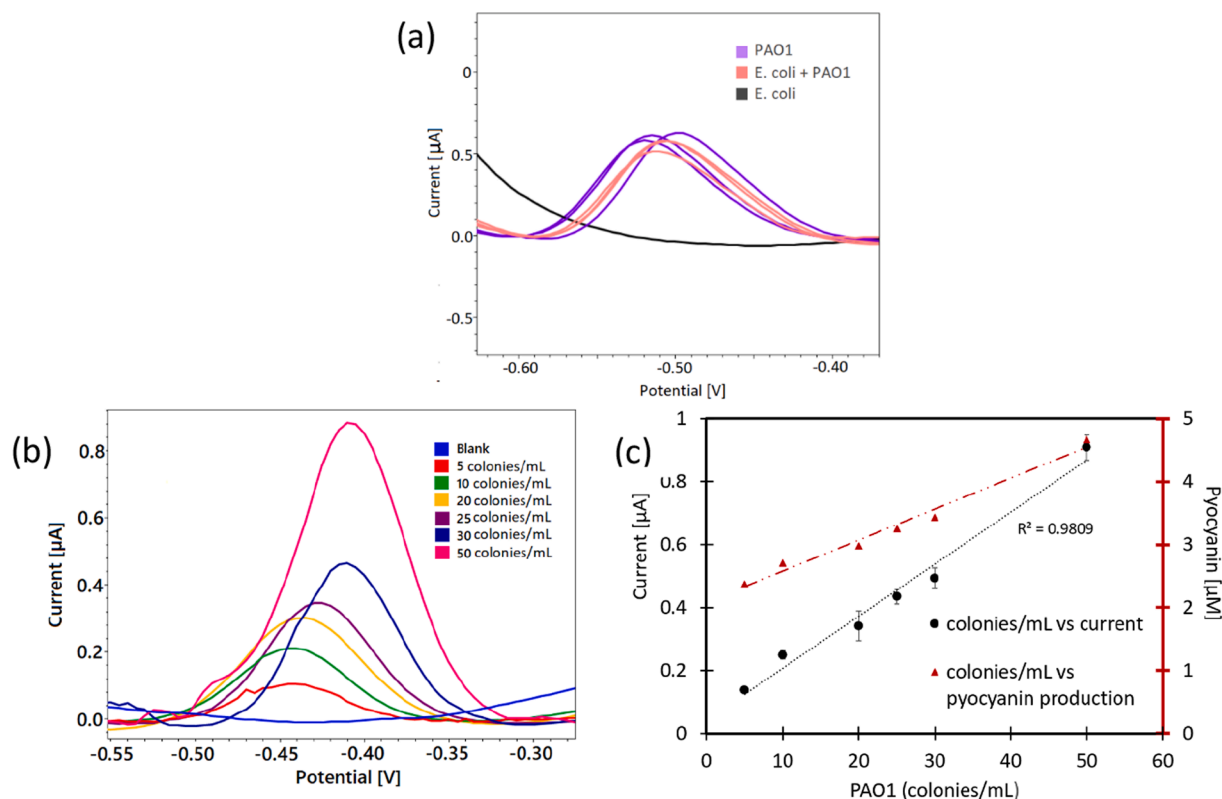 (a)
PAO1
E. coli + PAO1
E. coli
0
0.5
0.0
-0.5
Current [ µA]
-0.60
-0.50
-0.40
Potential [V]
(b)
Blank
5 colonies/mL
10 colonies/mL
20 colonies/mL
25 colonies/mL
30 colonies/mL
50 colonies/mL
0.8
0.6
0.4
0.2
0.0
Current [µA]
-0.55
-0.50
-0.45
-0.40
-0.35
-0.30
Potential [V]
(c)
1
0.8
0.6
0.4
0.2
0
Current [µA]
5
4
3
2
1
0
Pyocyanin [µM]
R² = 0.9809
colonies/mL vs current
colonies/mL vs
pyocyanin production
0
10
20
30
40
50
60
PAO1 (colonies/mL)